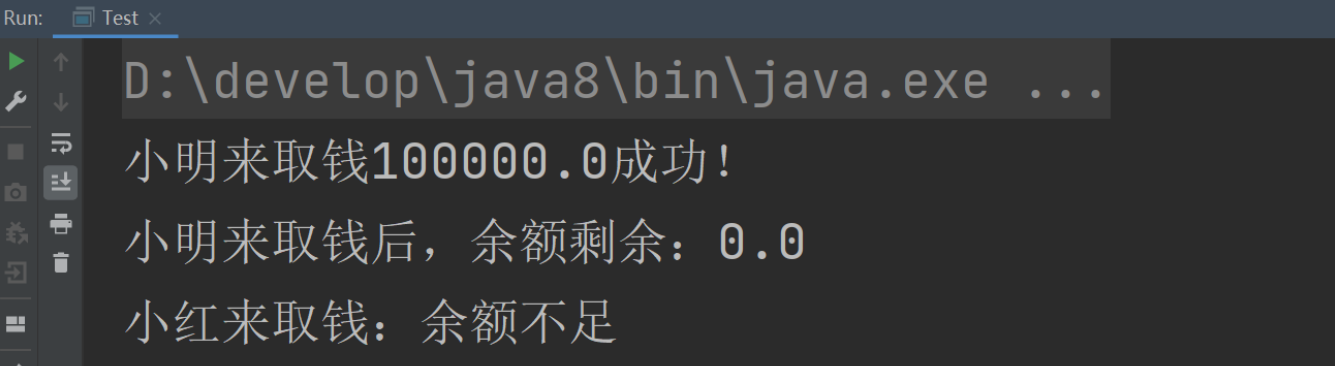 Run: Test
D:\develop\java8\bin\java.exe ...
小明来取钱100000.0成功！
小明来取钱后，余额剩余：0.0
小红来取钱：余额不足